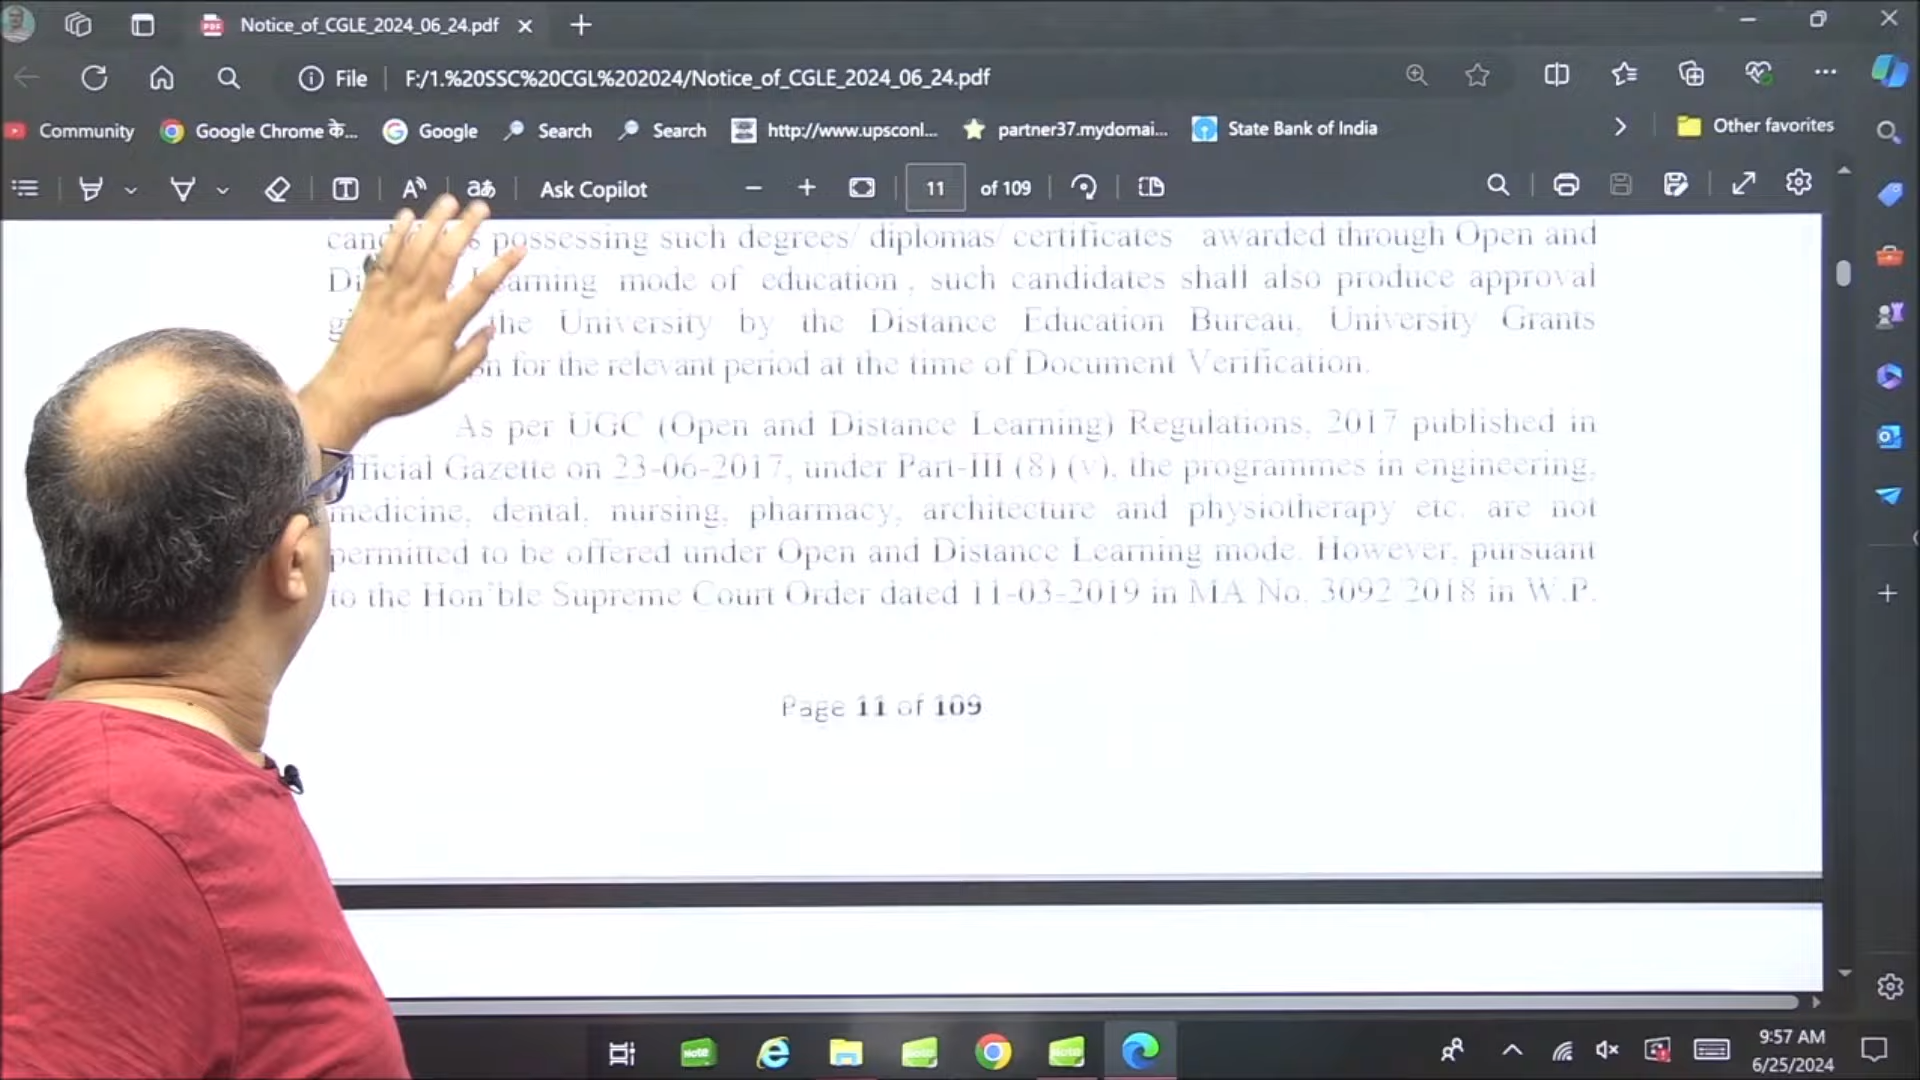 Notice_of_CGLE_2024_06_24.pdf
File F:/1.%20SSC%20CGL%202024/Notice_of_CGLE_2024_06_24.pdf
Community Google Chrome के... Google Search Search http://www.upsconl... partner37.mydomai... State Bank of India Other favorites
Ask Copilot 11 of 109
possessing such degrees/ diplomas/ certificates awarded through Open and
mode of education, such candidates shall also produce approval
the University by the Distance Education Bureau, University Grants
for the relevant period at the time of Document Verification.
As per UGC (Open and Distance Learning) Regulations, 2017 published in
Gazette on 23-06-2017, under Part-III (8) (v), the programmes in engineering,
medicine, dental, nursing, pharmacy, architecture and physiotherapy etc. are not
permitted to be offered under Open and Distance Learning mode. However, pursuant
to the Hon'ble Supreme Court Order dated 11-03-2019 in MA No. 3092/2018 in W.P.
Page 11 of 109
9:57 AM
6/25/2024